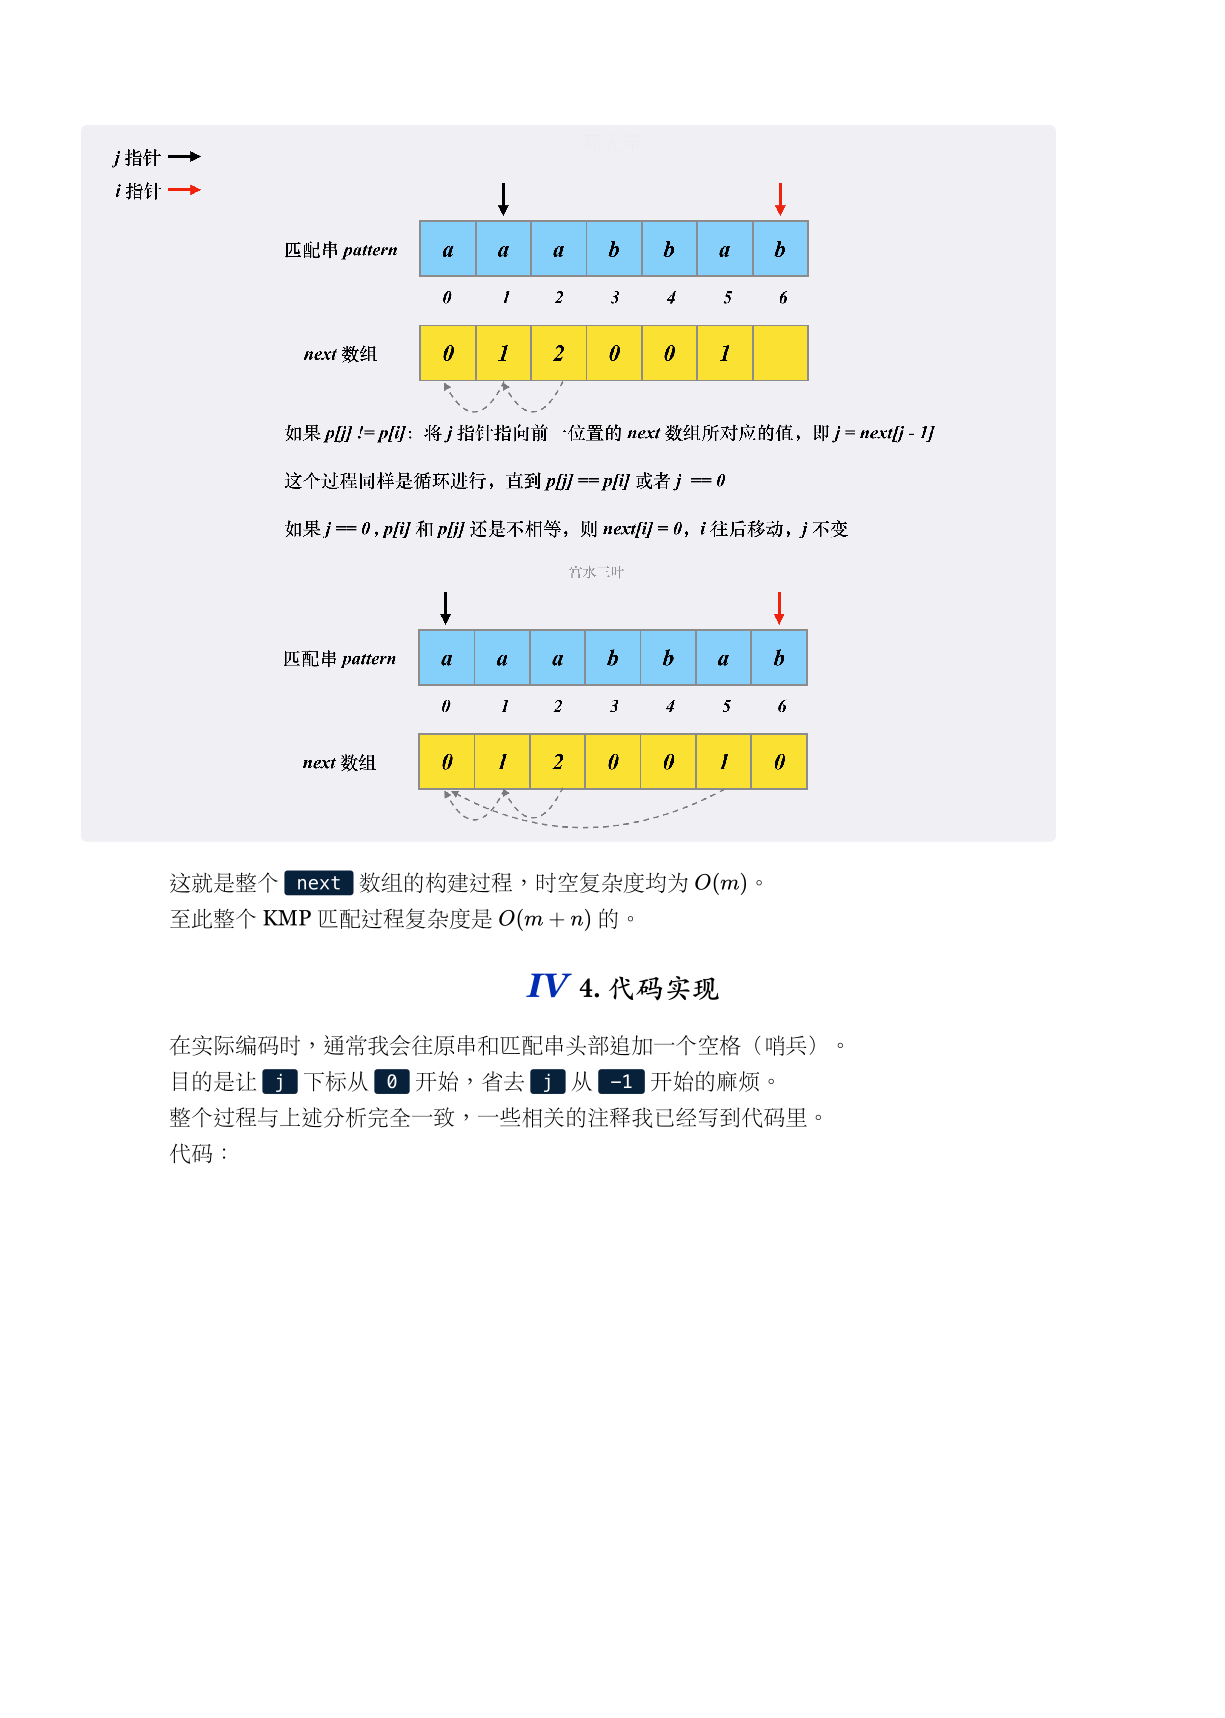 j 指针
i 指针
匹配串 pattern a a a b b a b
0 1 2 3 4 5 6
next 数组 0 1 2 0 0 1
如果 p[j] != p[i]：将 j 指针指向前一位置的 next 数组所对应的值，即 j = next[j - 1]
这个过程同样是循环进行，直到 p[j] == p[i] 或者 j == 0
如果 j == 0 , p[i] 和 p[j] 还是不相等，则 next[i] = 0，i 往后移动，j 不变
宫水三叶
匹配串 pattern a a a b b a b
0 1 2 3 4 5 6
next 数组 0 1 2 0 0 1 0
这就是整个 next 数组的构建过程，时空复杂度均为 O(m)。
至此整个 KMP 匹配过程复杂度是 O(m + n) 的。
IV 4. 代码实现
在实际编码时，通常我会往原串和匹配串头部追加一个空格（哨兵）。
目的是让 j 下标从 0 开始，省去 j 从 -1 开始的麻烦。
整个过程与上述分析完全一致，一些相关的注释我已经写到代码里。
代码：